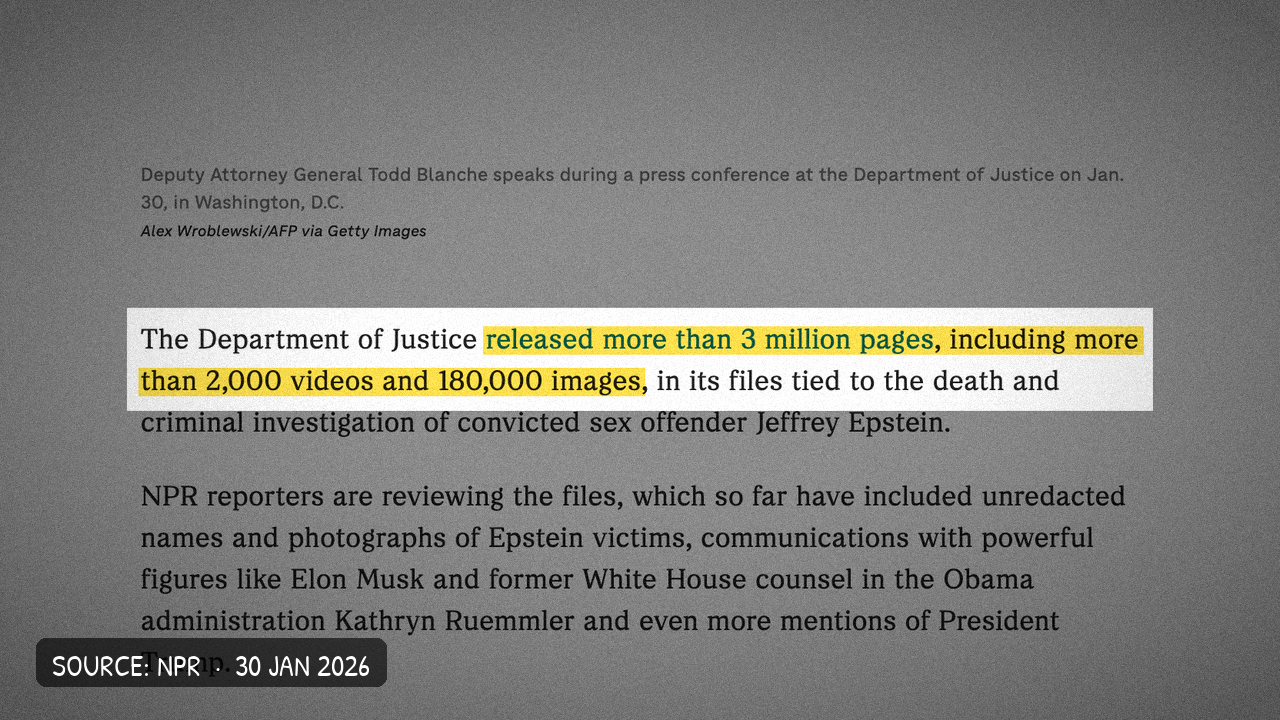 Deputy Attorney General Todd Blanche speaks during a press conference at the Department of Justice on Jan.
30, in Washington, D.C.
Alex Wroblewski/AFP via Getty Images
The Department of Justice released more than 3 million pages, including more
than 2,000 videos and 180,000 images, in its files tied to the death and
criminal investigation of convicted sex offender Jeffrey Epstein.
NPR reporters are reviewing the files, which so far have included unredacted
names and photographs of Epstein victims, communications with powerful
figures like Elon Musk and former White House counsel in the Obama
administration Kathryn Ruemmler and even more mentions of President
Trump.
SOURCE: NPR · 30 JAN 2026